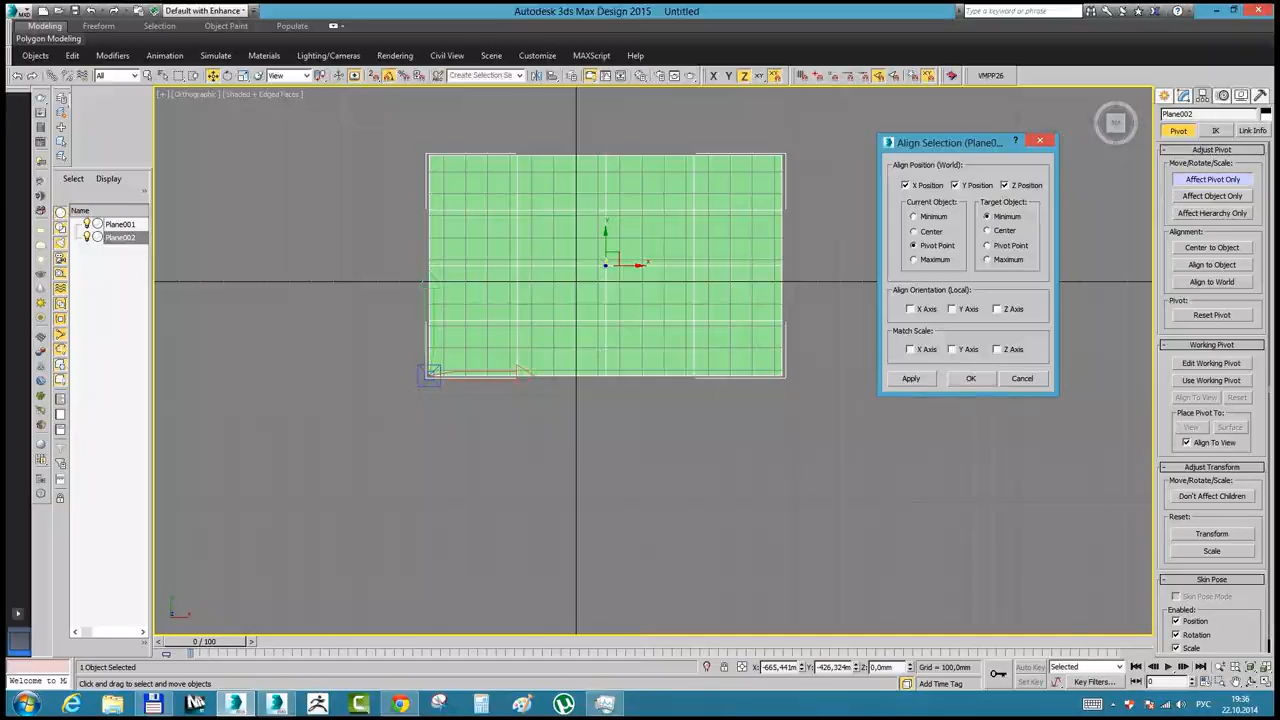 Default with Enhance
Autodesk 3ds Max Design 2015 Untitled
Type a keyword or phrase
Modeling Freeform Selection Object Paint Populate
Polygon Modeling
Objects Edit Modifiers Animation Simulate Materials Lighting/Cameras Rendering Civil View Scene Customize MAXScript Help
All View Create Selection Se X Y Z XY VMPP26
[+] [Orthographic] [Shaded + Edged Faces]
Select Display
Name
Plane001
Plane002
Align Selection (Plane0...
Align Position (World):
X Position Y Position Z Position
Current Object: Target Object:
Minimum Minimum
Center Center
Pivot Point Pivot Point
Maximum Maximum
Align Orientation (Local):
X Axis Y Axis Z Axis
Match Scale:
X Axis Y Axis Z Axis
Apply OK Cancel
Plane002
Pivot IK Link Info
Adjust Pivot
Move/Rotate/Scale:
Affect Pivot Only
Affect Object Only
Affect Hierarchy Only
Alignment:
Center to Object
Align to Object
Align to World
Pivot:
Reset Pivot
Working Pivot
Edit Working Pivot
Use Working Pivot
Align To View Reset
Place Pivot To:
View Surface
Align To View
Adjust Transform
Move/Rotate/Scale:
Don't Affect Children
Reset:
Transform
Scale
Skin Pose
Skin Pose Mode
Enabled:
Position
Rotation
Scale
0 / 100
1 Object Selected X: -665,441m Y: -426,324m Z: 0,0mm Grid = 100,0mm Auto Key Selected
Welcome to M Click and drag to select and move objects Add Time Tag Set Key Key Filters... 0
РУС 19:36
22.10.2014